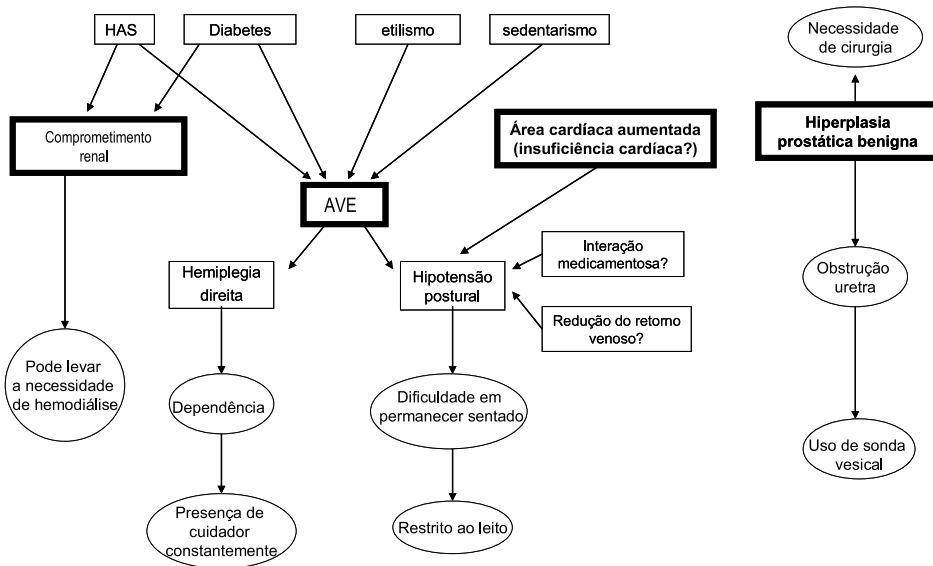 HAS
Diabetes
etilismo
sedentarismo
Necessidade
de cirurgia
Comprometimento
renal
Área cardíaca aumentada
(insuficiência cardíaca?)
Hiperplasia
prostática benigna
AVE
Hemiplegia
direita
Hipotensão
postural
Interação
medicamentosa?
Redução do retorno
venoso?
Obstrução
uretra
Pode levar
a necessidade
de hemodiálise
Dependência
Dificuldade em
permanecer sentado
Uso de sonda
vesical
Presença de
cuidador
constantemente
Restrito ao leito